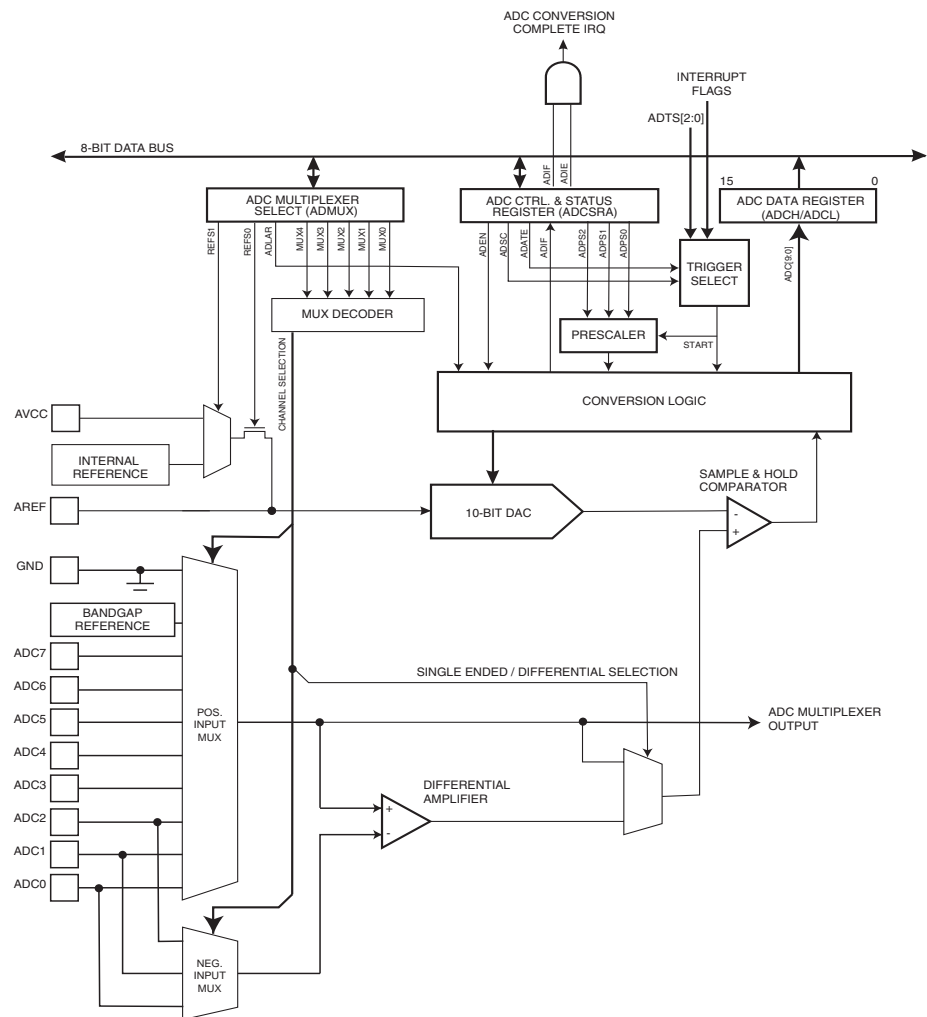 ADC CONVERSION
COMPLETE IRQ
INTERRUPT
FLAGS
ADTS[2:0]
8-BIT DATA BUS
ADIF
ADIE
15
0
ADC MULTIPLEXER
SELECT (ADMUX)
ADC CTRL. & STATUS
REGISTER (ADCSRA)
ADC DATA REGISTER
(ADCH/ADCL)
REFS1
REFS0
ADLAR
MUX4
MUX3
MUX2
MUX1
MUX0
ADEN
ADSC
ADATE
ADIF
ADPS2
ADPS1
ADPS0
ADC[9:0]
TRIGGER
SELECT
MUX DECODER
PRESCALER
START
CHANNEL SELECTION
CONVERSION LOGIC
AVCC
INTERNAL
REFERENCE
SAMPLE & HOLD
COMPARATOR
AREF
10-BIT DAC
-
+
GND
BANDGAP
REFERENCE
ADC7
SINGLE ENDED / DIFFERENTIAL SELECTION
ADC6
ADC5
POS.
INPUT
MUX
ADC MULTIPLEXER
OUTPUT
ADC4
ADC3
DIFFERENTIAL
AMPLIFIER
+
-
ADC2
ADC1
ADC0
NEG.
INPUT
MUX